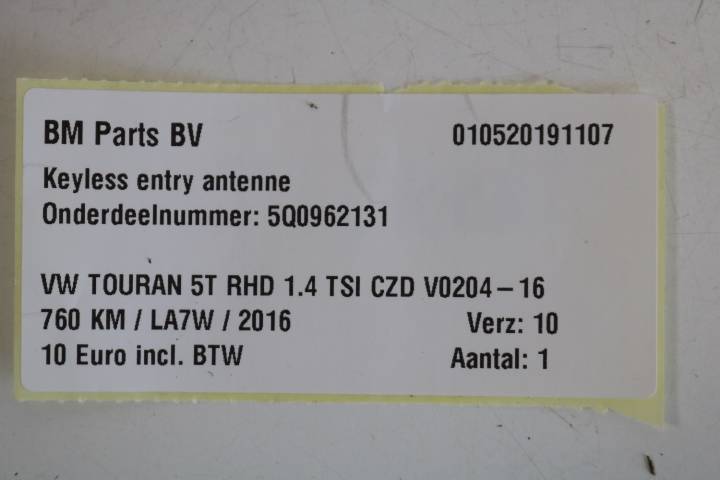 BM Parts BV 010520191107
Keyless entry antenne
Onderdeelnummer: 5Q0962131
VW TOURAN 5T RHD 1.4 TSI CZD V0204-16
760 KM / LA7W / 2016 Verz: 10
10 Euro incl. BTW Aantal: 1